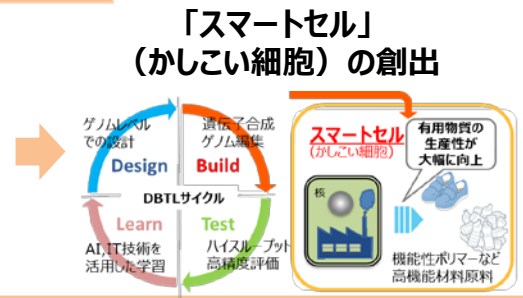 「スマートセル」
（かしこい細胞）の創出
ゲノムレベル
での設計
Design
遺伝子合成
ゲノム編集
Build
DBTLサイクル
Learn
AI,IT技術を
活用した学習
Test
ハイスループット
高精度評価
スマートセル
(かしこい細胞)
有用物質の
生産性が
大幅に向上
核
機能性ポリマーなど
高機能材料原料